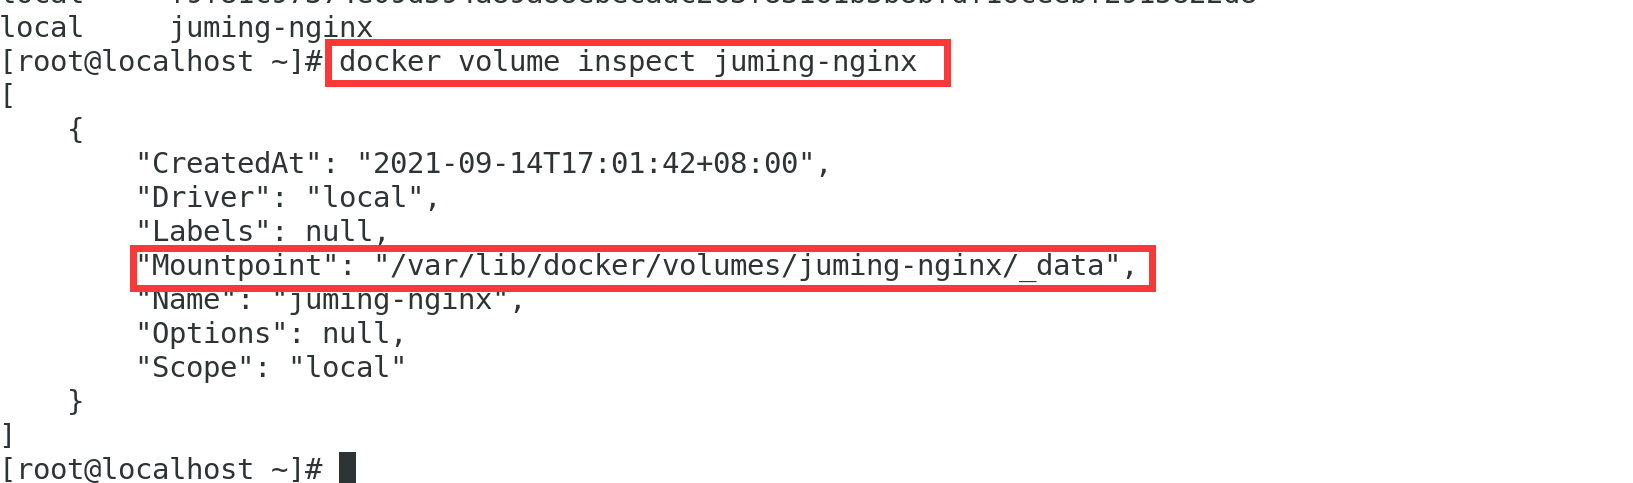 local     juming-nginx
[root@localhost ~]# docker volume inspect juming-nginx
[
    {
        "CreatedAt": "2021-09-14T17:01:42+08:00",
        "Driver": "local",
        "Labels": null,
        "Mountpoint": "/var/lib/docker/volumes/juming-nginx/_data",
        "Name": "juming-nginx",
        "Options": null,
        "Scope": "local"
    }
]
[root@localhost ~]#